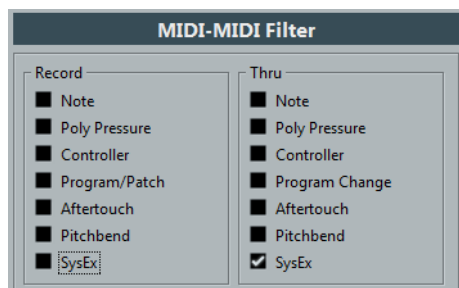 MIDI-MIDI Filter
Record
Note
Poly Pressure
Controller
Program/Patch
Aftertouch
Pitchbend
SysEx
Thru
Note
Poly Pressure
Controller
Program Change
Aftertouch
Pitchbend
SysEx